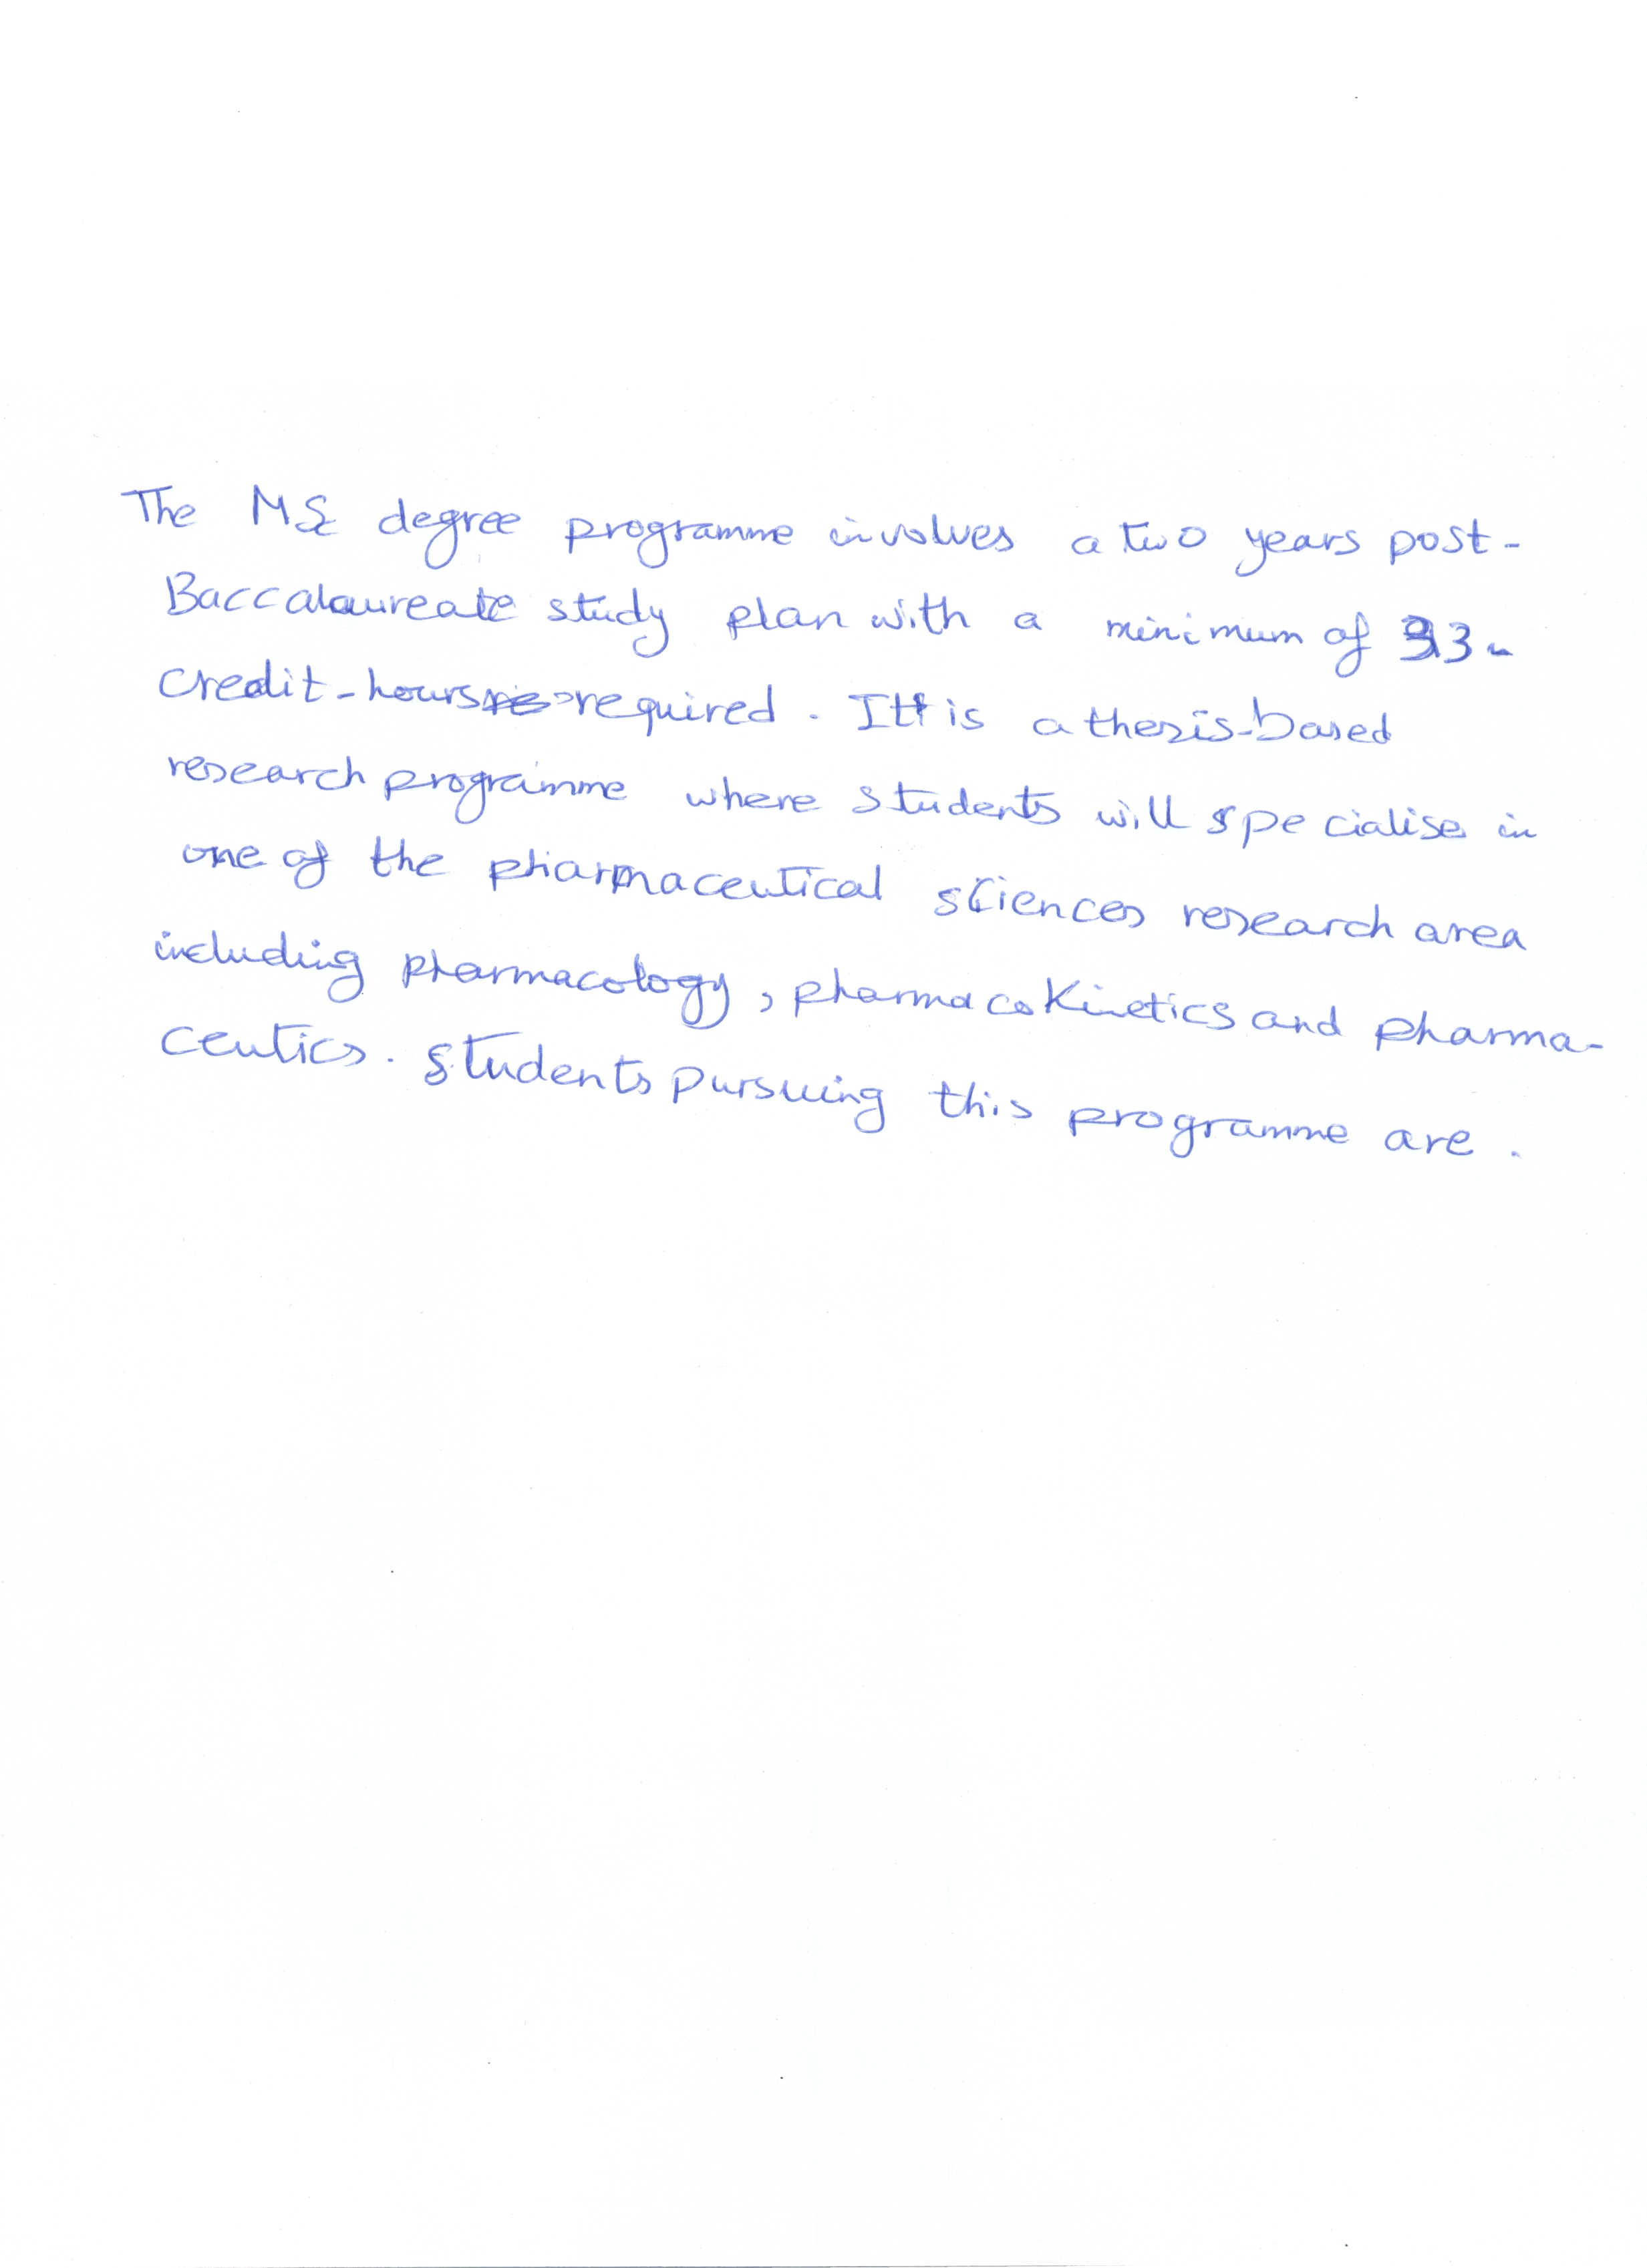 The MSc degree programme involves a two years post-
Baccalaureate study plan with a minimum of 33-
credit-hours required. It is a thesis-based
research programme where students will specialise in
one of the pharmaceutical sciences research area
including pharmacology, pharmacokinetics and pharma-
ceutics. Students pursuing this programme are.